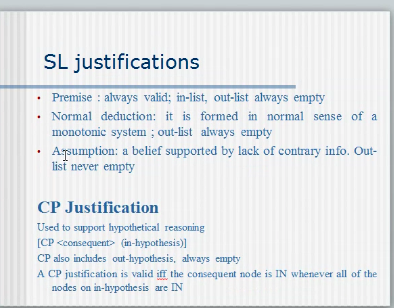 SL justifications
• Premise : always valid; in-list, out-list always empty
• Normal deduction: it is formed in normal sense of a
monotonic system ; out-list always empty
• Assumption: a belief supported by lack of contrary info. Out-
list never empty
CP Justification
Used to support hypothetical reasoning
[CP <consequent> (in-hypothesis)]
CP also includes out-hypothesis, always empty
A CP justification is valid iff the consequent node is IN whenever all of the
nodes on in-hypothesis are IN